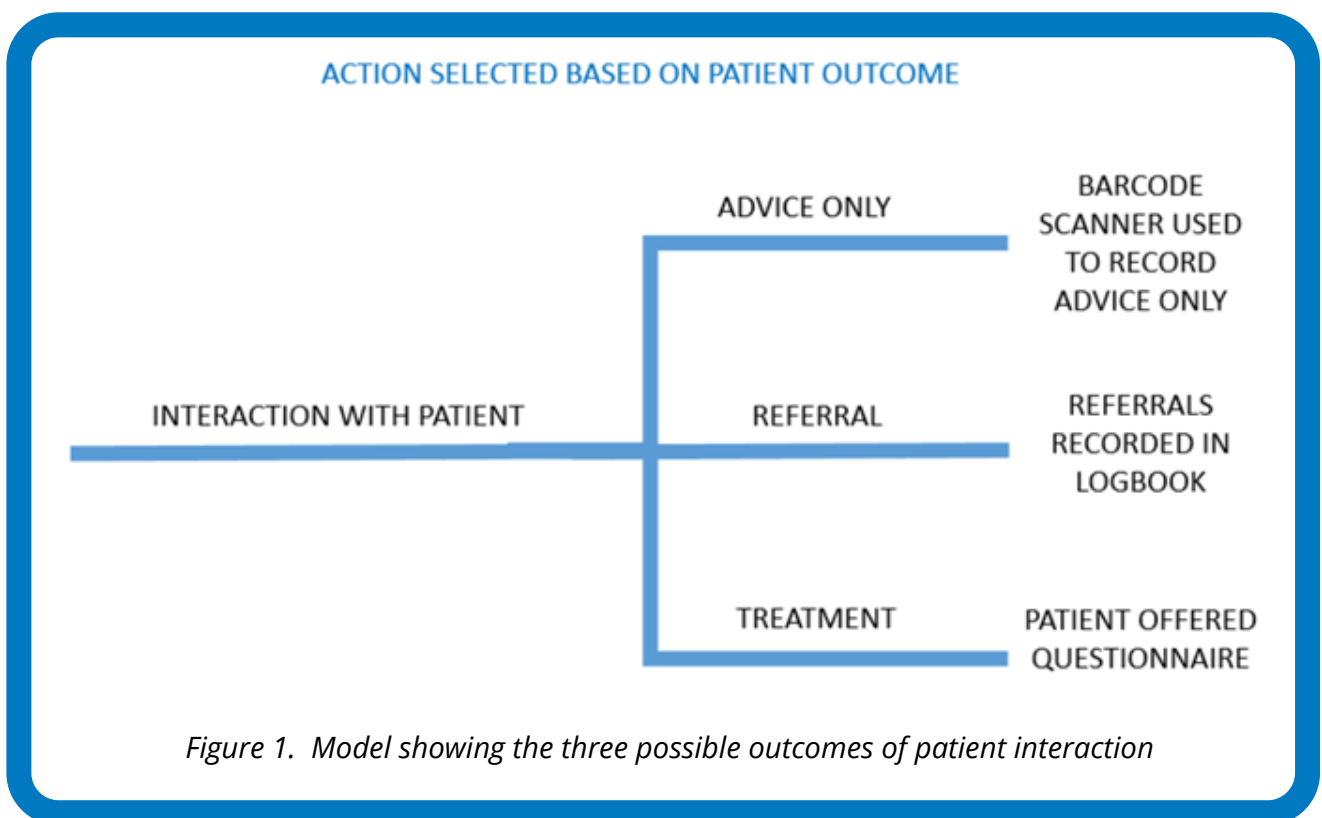 ACTION SELECTED BASED ON PATIENT OUTCOME
ADVICE ONLY
BARCODE
SCANNER USED
TO RECORD
ADVICE ONLY
INTERACTION WITH PATIENT
REFERRAL
REFERRALS
RECORDED IN
LOGBOOK
TREATMENT
PATIENT OFFERED
QUESTIONNAIRE
Figure 1.  Model showing the three possible outcomes of patient interaction